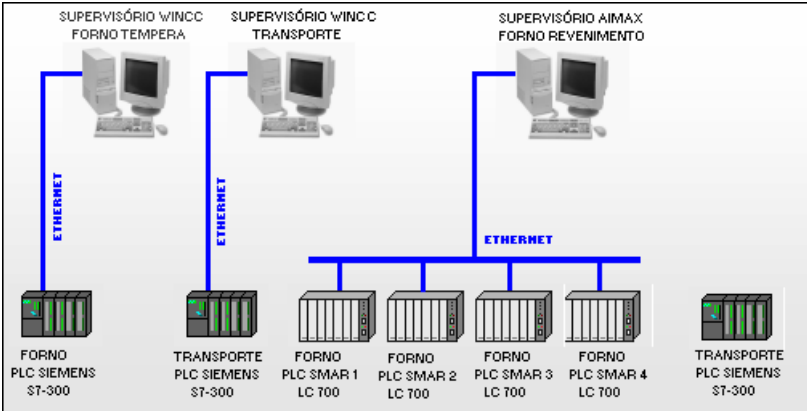 SUPERVISÓRIO WINCC
FORNO TEMPERA
SUPERVISÓRIO WINCC
TRANSPORTE
SUPERVISÓRIO AIMAX
FORNO REVENIMENTO
ETHERNET
ETHERNET
ETHERNET
FORNO
PLC SIEMENS
S7-300
TRANSPORTE
PLC SIEMENS
S7-300
FORNO
PLC SMAR 1
LC 700
FORNO
PLC SMAR 2
LC 700
FORNO
PLC SMAR 3
LC 700
FORNO
PLC SMAR 4
LC 700
TRANSPORTE
PLC SIEMENS
S7-300